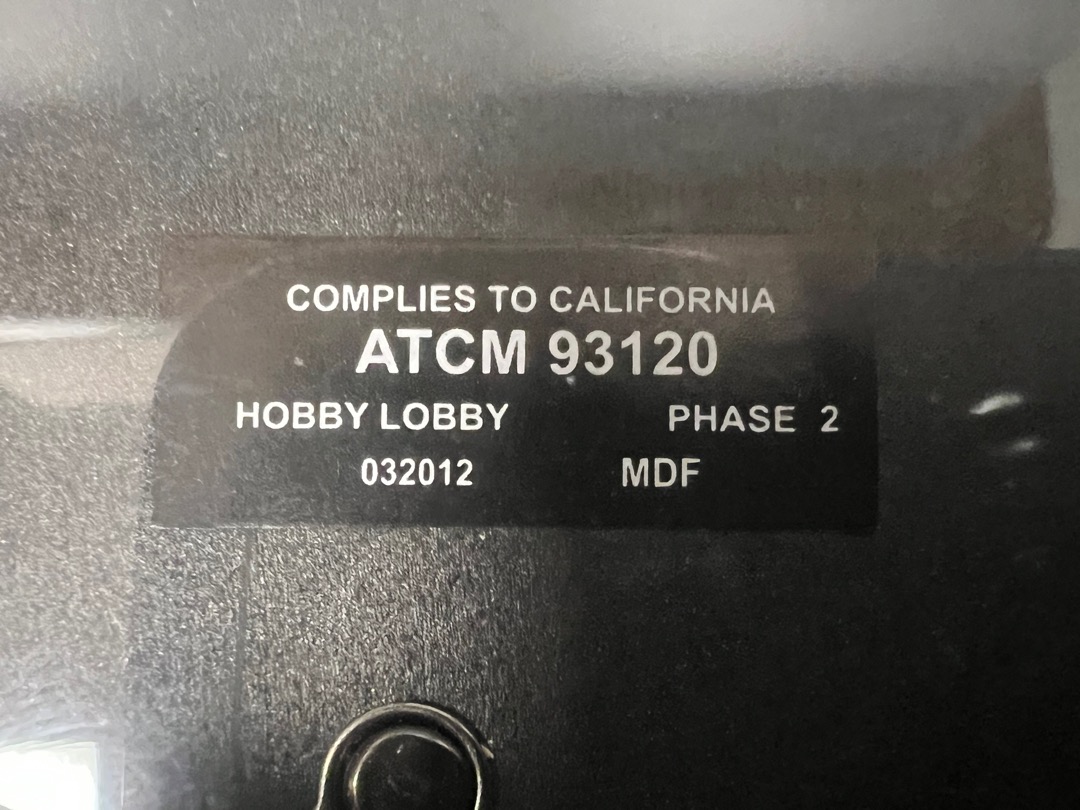 COMPLIES TO CALIFORNIA
ATCM 93120
HOBBY LOBBY PHASE 2
032012 MDF